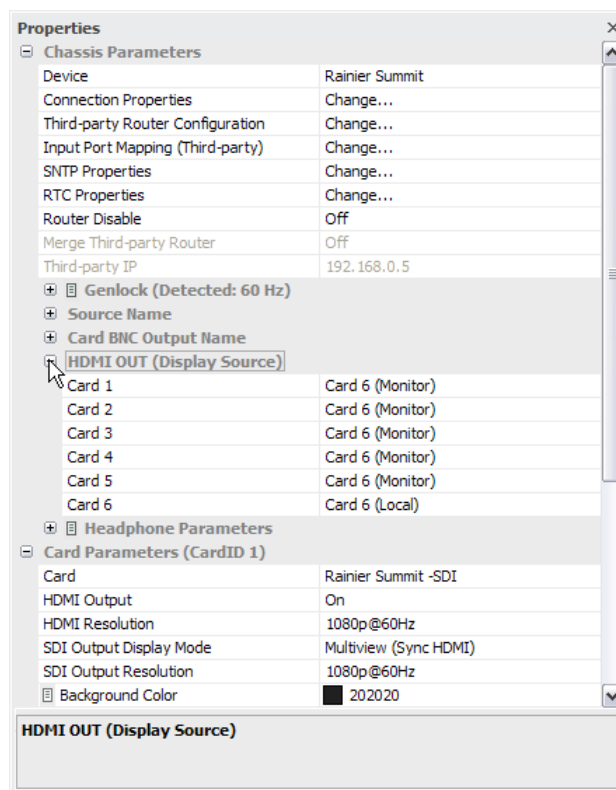 Properties
Chassis Parameters
Device Rainier Summit
Connection Properties Change...
Third-party Router Configuration Change...
Input Port Mapping (Third-party) Change...
SNTP Properties Change...
RTC Properties Change...
Router Disable Off
Merge Third-party Router Off
Third-party IP 192.168.0.5
Genlock (Detected: 60 Hz)
Source Name
Card BNC Output Name
HDMI OUT (Display Source)
Card 1 Card 6 (Monitor)
Card 2 Card 6 (Monitor)
Card 3 Card 6 (Monitor)
Card 4 Card 6 (Monitor)
Card 5 Card 6 (Monitor)
Card 6 Card 6 (Local)
Headphone Parameters
Card Parameters (CardID 1)
Card Rainier Summit -SDI
HDMI Output On
HDMI Resolution 1080p@60Hz
SDI Output Display Mode Multiview (Sync HDMI)
SDI Output Resolution 1080p@60Hz
Background Color 202020
HDMI OUT (Display Source)